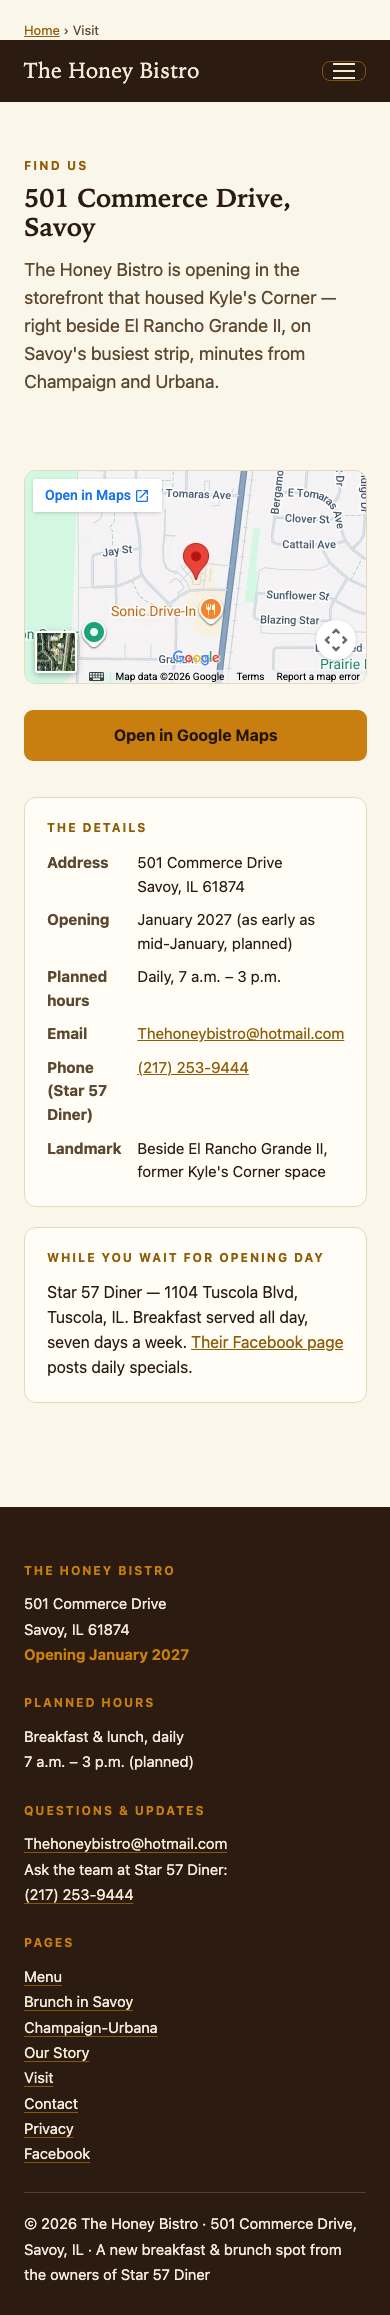 Home › Visit
The Honey Bistro
FIND US
501 Commerce Drive,
Savoy
The Honey Bistro is opening in the
storefront that housed Kyle's Corner —
right beside El Rancho Grande II, on
Savoy's busiest strip, minutes from
Champaign and Urbana.
Open in Maps
Tomaras Ave
Bergamo
E Tomaras Ave
Clover St
Cattail Ave
Jay St
Sonic Drive-In
Sunflower St
Blazing Star
Prairie
Google
Map data ©2026 Google
Terms
Report a map error
Open in Google Maps
THE DETAILS
Address 501 Commerce Drive
Savoy, IL 61874
Opening January 2027 (as early as
mid-January, planned)
Planned Daily, 7 a.m. – 3 p.m.
hours
Email Thehoneybistro@hotmail.com
Phone (217) 253-9444
(Star 57
Diner)
Landmark Beside El Rancho Grande II,
former Kyle's Corner space
WHILE YOU WAIT FOR OPENING DAY
Star 57 Diner — 1104 Tuscola Blvd,
Tuscola, IL. Breakfast served all day,
seven days a week. Their Facebook page
posts daily specials.
THE HONEY BISTRO
501 Commerce Drive
Savoy, IL 61874
Opening January 2027
PLANNED HOURS
Breakfast & lunch, daily
7 a.m. – 3 p.m. (planned)
QUESTIONS & UPDATES
Thehoneybistro@hotmail.com
Ask the team at Star 57 Diner:
(217) 253-9444
PAGES
Menu
Brunch in Savoy
Champaign-Urbana
Our Story
Visit
Contact
Privacy
Facebook
© 2026 The Honey Bistro · 501 Commerce Drive,
Savoy, IL · A new breakfast & brunch spot from
the owners of Star 57 Diner